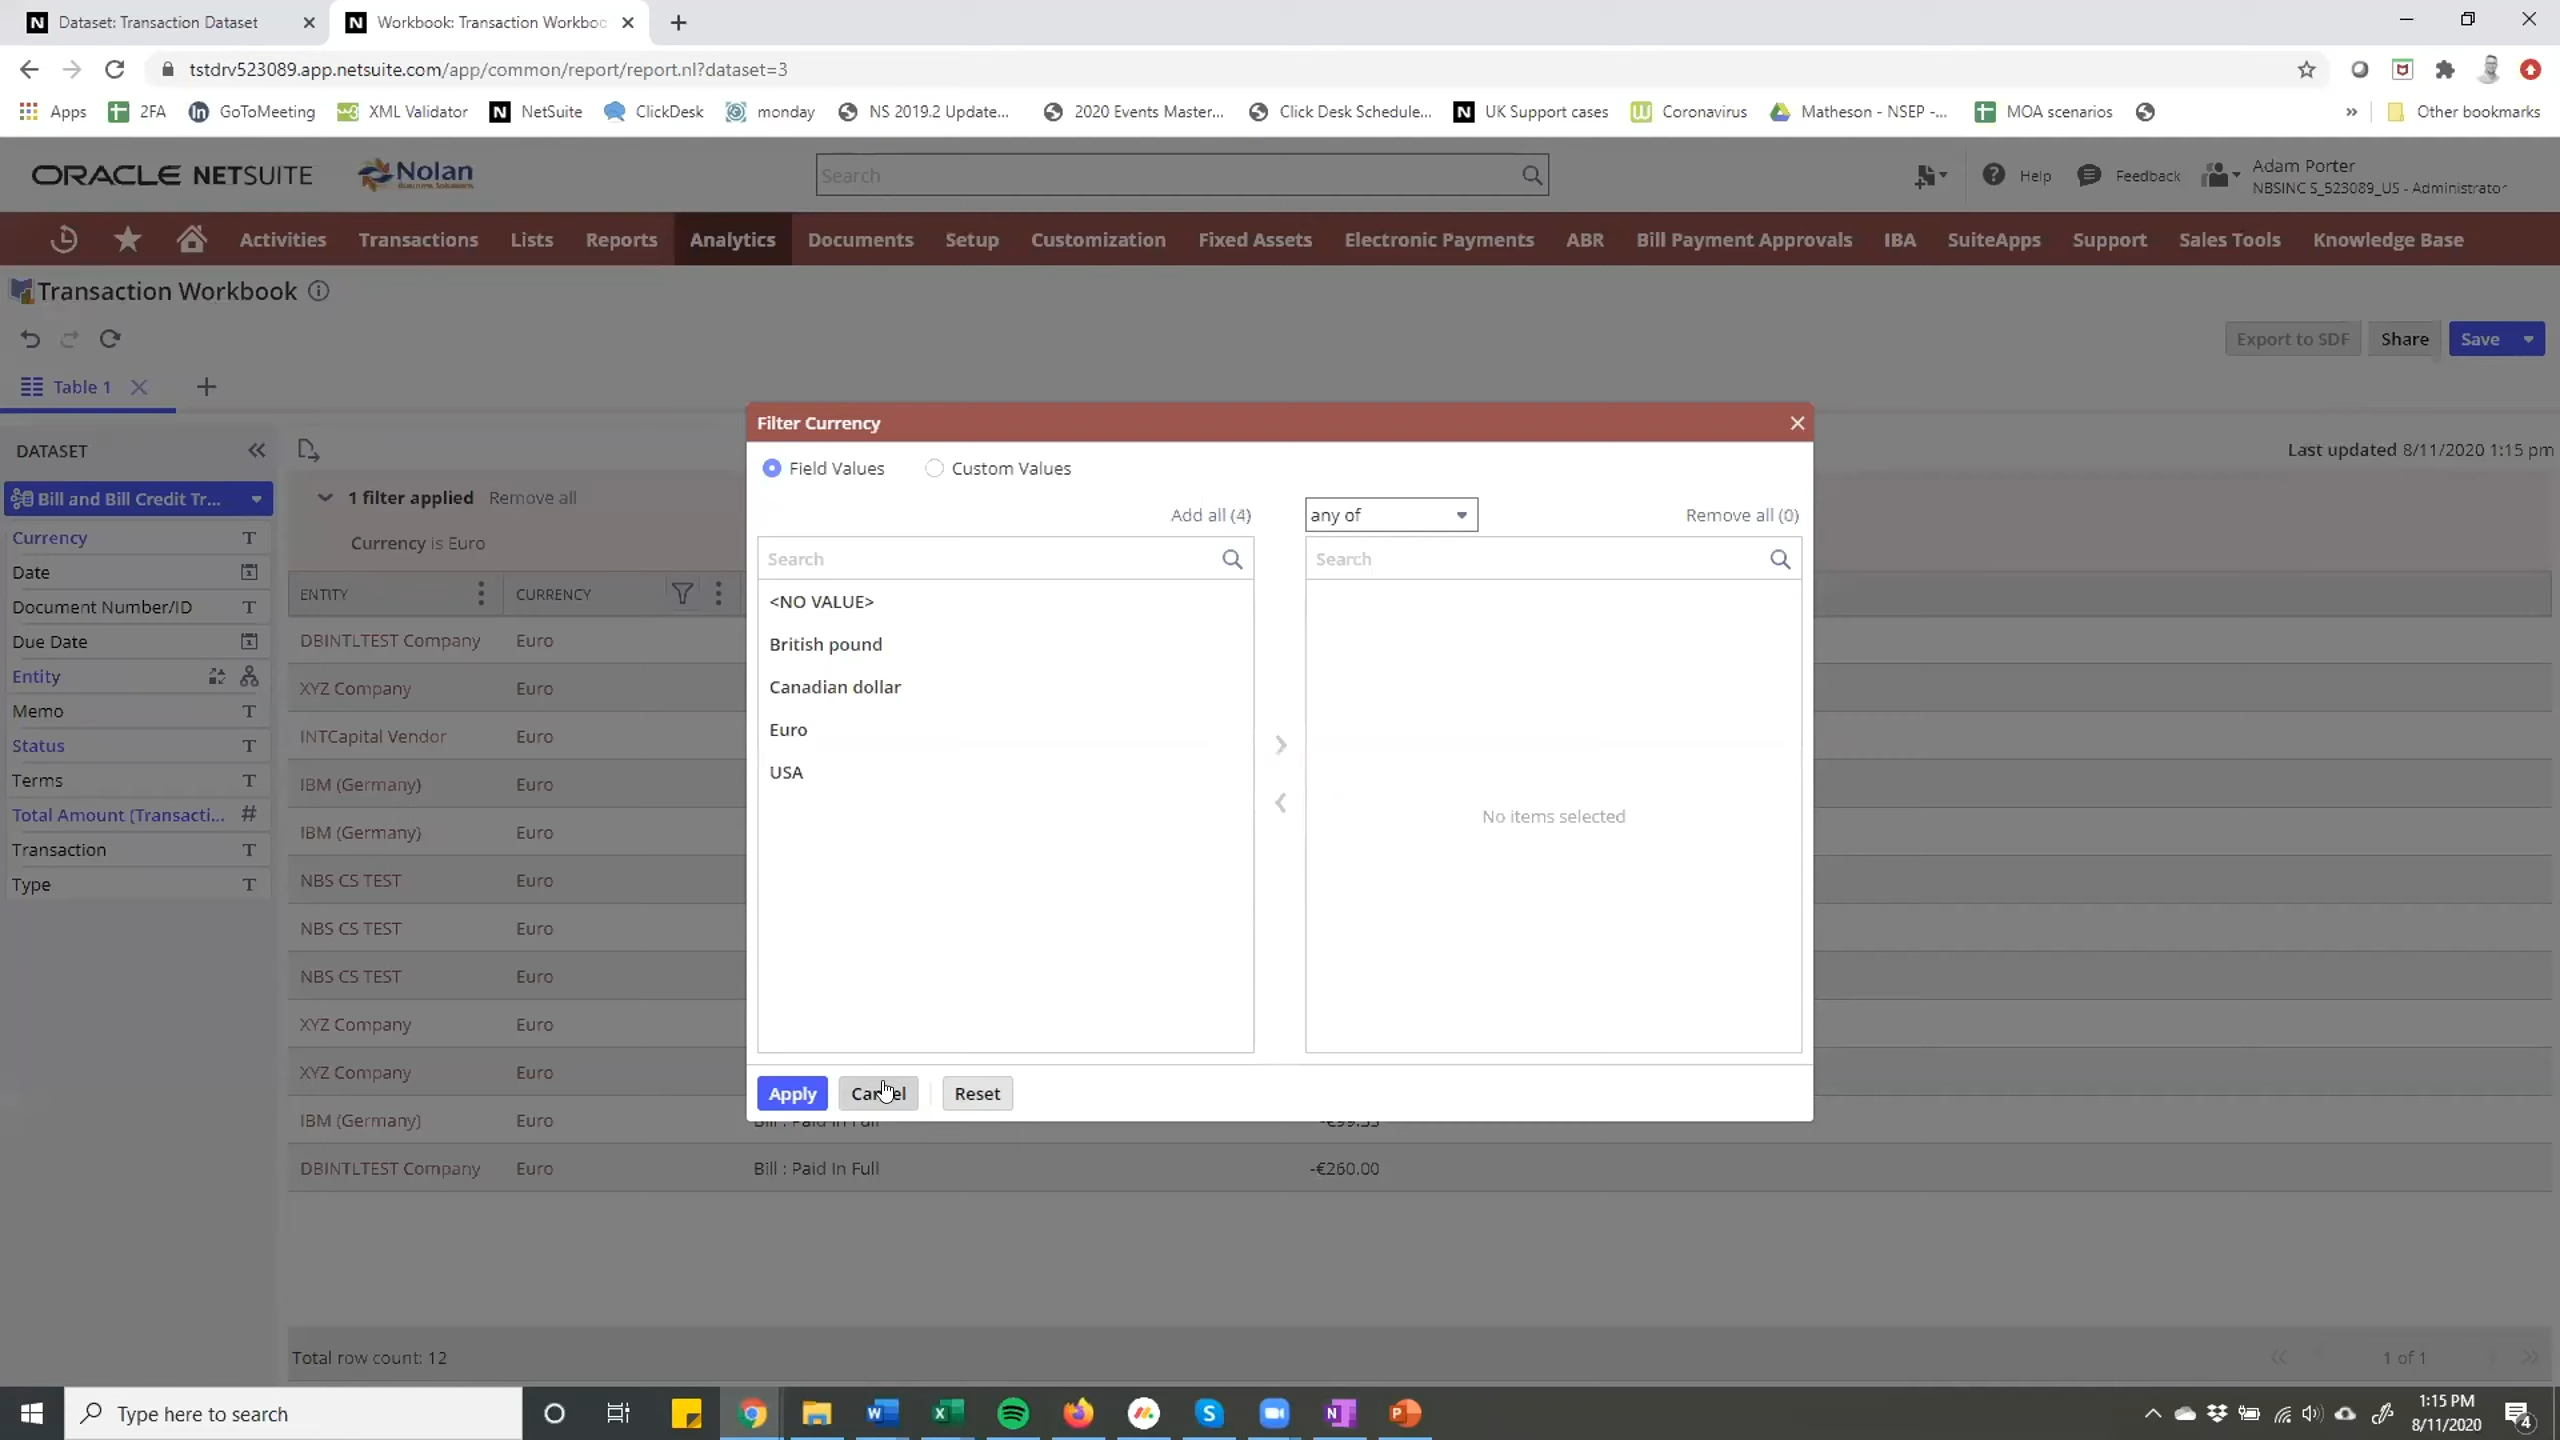 Dataset: Transaction Dataset
Workbook: Transaction Workboo
tstdrv523089.app.netsuite.com/app/common/report/report.nl?dataset=3
Apps 2FA GoToMeeting XML Validator NetSuite ClickDesk monday NS 2019.2 Update... 2020 Events Master... Click Desk Schedule... UK Support cases Coronavirus Matheson - NSEP -... MOA scenarios » Other bookmarks
ORACLE NETSUITE Nolan Business Solutions Search Help Feedback Adam Porter
NBSINC S_523089_US - Administrator
Activities Transactions Lists Reports Analytics Documents Setup Customization Fixed Assets Electronic Payments ABR Bill Payment Approvals IBA SuiteApps Support Sales Tools Knowledge Base
Transaction Workbook
Export to SDF Share Save
Table 1
DATASET
Last updated 8/11/2020 1:15 pm
Bill and Bill Credit Tr...
1 filter applied Remove all
Currency is Euro
Currency T
Date
Document Number/ID T
Due Date
Entity
Memo T
Status T
Terms T
Total Amount (Transacti... #
Transaction T
Type T
ENTITY CURRENCY
DBINTLTEST Company Euro
XYZ Company Euro
INTCapital Vendor Euro
IBM (Germany) Euro
IBM (Germany) Euro
NBS CS TEST Euro
NBS CS TEST Euro
NBS CS TEST Euro
XYZ Company Euro
XYZ Company Euro
IBM (Germany) Euro Bill : Paid In Full -€99.33
DBINTLTEST Company Euro Bill : Paid In Full -€260.00
Total row count: 12
1 of 1
Filter Currency
Field Values Custom Values
Add all (4) any of Remove all (0)
Search Search
<NO VALUE>
British pound
Canadian dollar
Euro
USA
No items selected
Apply Cancel Reset
Type here to search
1:15 PM
8/11/2020
4